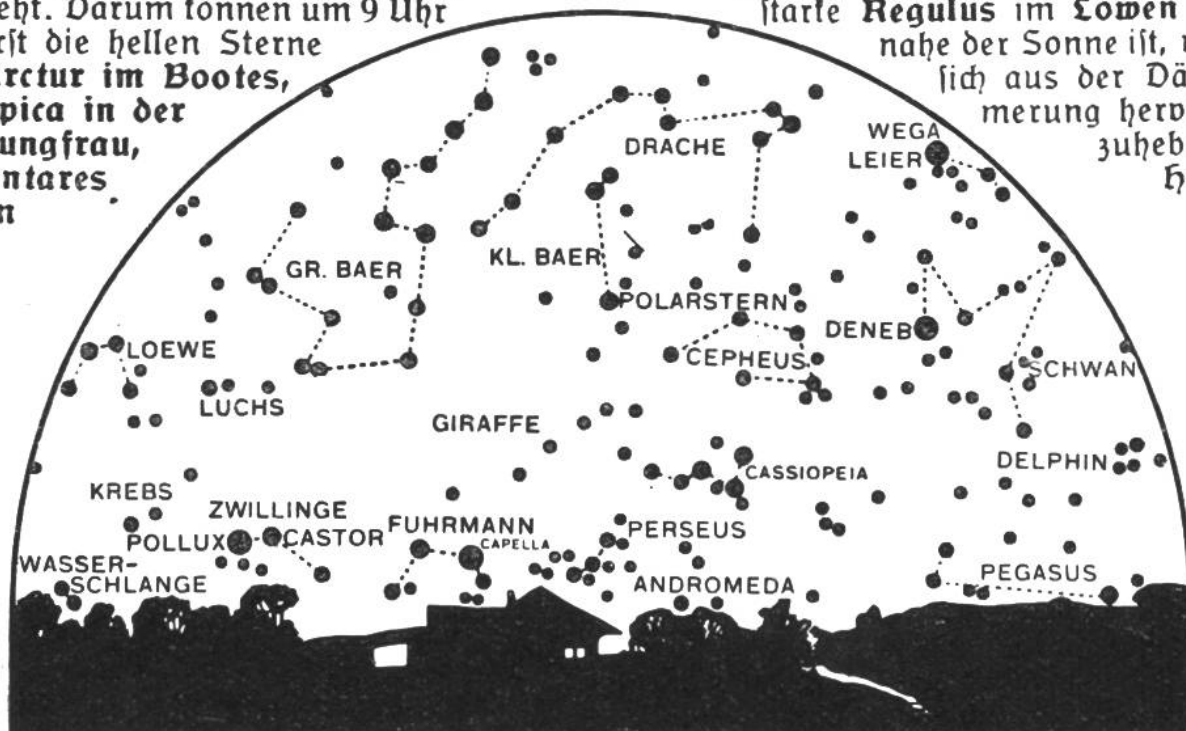 eht. Darum können um 9 Uhr
rst die hellen Sterne
rctur im Bootes,
pica in der
ungfrau,
ntares
n
starke Regulus im Löwen
nahe der Sonne ist,
sich aus der Dä
merung herv
zuheb
h
DRACHE
WEGA
LEIER
GR. BAER
KL. BAER
POLARSTERN
DENEB
LOEWE
CEPHEUS
SCHWAN
LUCHS
GIRAFFE
CASSIOPEIA
DELPHIN
KREBS
ZWILLINGE
POLLUX
CASTOR
FUHRMANN
CAPELLA
PERSEUS
WASSER-
SCHLANGE
ANDROMEDA
PEGASUS